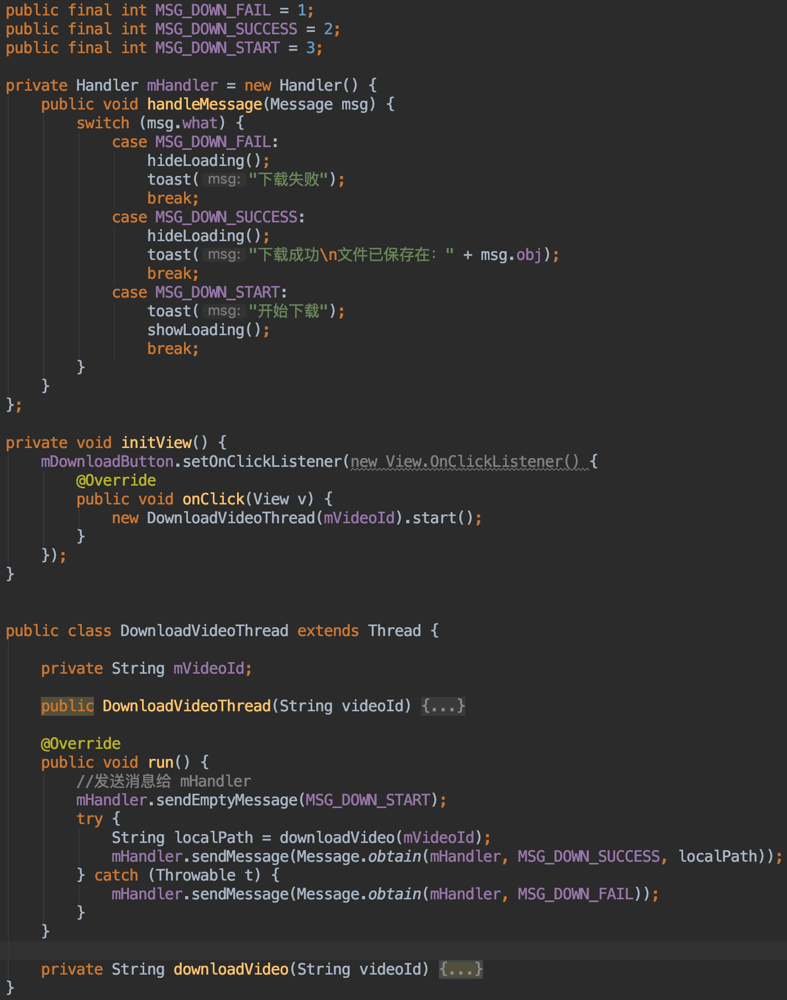 public final int MSG_DOWN_FAIL = 1;
public final int MSG_DOWN_SUCCESS = 2;
public final int MSG_DOWN_START = 3;
private Handler mHandler = new Handler() {
public void handleMessage(Message msg) {
switch (msg.what) {
case MSG_DOWN_FAIL:
hideLoading();
toast( msg: "下载失败");
break;
case MSG_DOWN_SUCCESS:
hideLoading();
toast( msg: "下载成功\n文件已保存在：" + msg.obj);
break;
case MSG_DOWN_START:
toast( msg: "开始下载");
showLoading();
break;
}
}
};
private void initView() {
mDownloadButton.setOnClickListener(new View.OnClickListener() {
@Override
public void onClick(View v) {
new DownloadVideoThread(mVideoId).start();
}
});
}
public class DownloadVideoThread extends Thread {
private String mVideoId;
public DownloadVideoThread(String videoId) {...}
@Override
public void run() {
//发送消息给 mHandler
mHandler.sendEmptyMessage(MSG_DOWN_START);
try {
String localPath = downloadVideo(mVideoId);
mHandler.sendMessage(Message.obtain(mHandler, MSG_DOWN_SUCCESS, localPath));
} catch (Throwable t) {
mHandler.sendMessage(Message.obtain(mHandler, MSG_DOWN_FAIL));
}
}
private String downloadVideo(String videoId) {...}
}